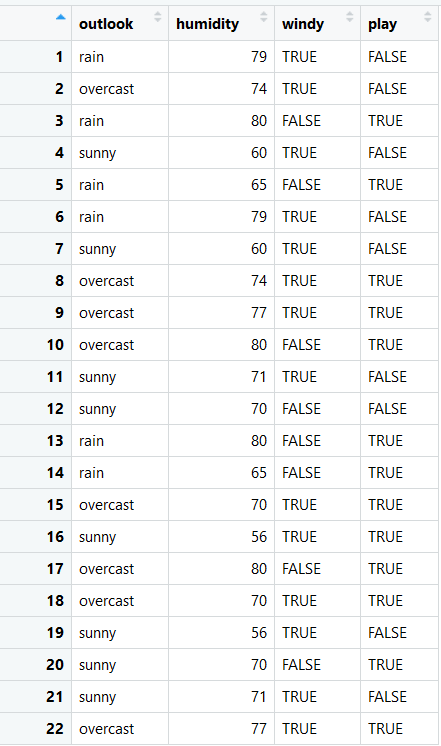 outlook humidity windy play
1 rain 79 TRUE FALSE
2 overcast 74 TRUE FALSE
3 rain 80 FALSE TRUE
4 sunny 60 TRUE FALSE
5 rain 65 FALSE TRUE
6 rain 79 TRUE FALSE
7 sunny 60 TRUE FALSE
8 overcast 74 TRUE TRUE
9 overcast 77 TRUE TRUE
10 overcast 80 FALSE TRUE
11 sunny 71 TRUE FALSE
12 sunny 70 FALSE FALSE
13 rain 80 FALSE TRUE
14 rain 65 FALSE TRUE
15 overcast 70 TRUE TRUE
16 sunny 56 TRUE TRUE
17 overcast 80 FALSE TRUE
18 overcast 70 TRUE TRUE
19 sunny 56 TRUE FALSE
20 sunny 70 FALSE TRUE
21 sunny 71 TRUE FALSE
22 overcast 77 TRUE TRUE